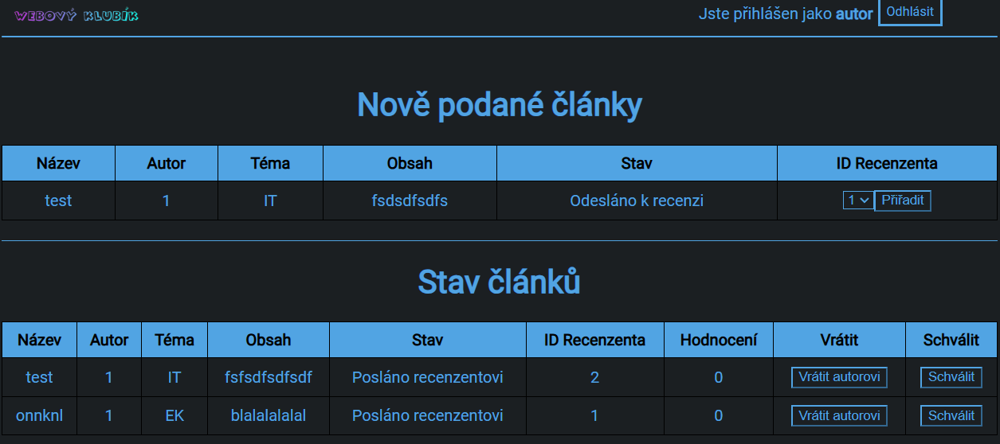 WEBOVÝ KLUBÍK Jste přihlášen jako autor Odhlásit
Nově podané články
Název Autor Téma Obsah Stav ID Recenzenta
test 1 IT fsdsdfsdfs Odesláno k recenzi 1 Přiřadit
Stav článků
Název Autor Téma Obsah Stav ID Recenzenta Hodnocení Vrátit Schválit
test 1 IT fsfsdfsdfsdf Posláno recenzentovi 2 0 Vrátit autorovi Schválit
onnknl 1 EK blalalalalal Posláno recenzentovi 1 0 Vrátit autorovi Schválit